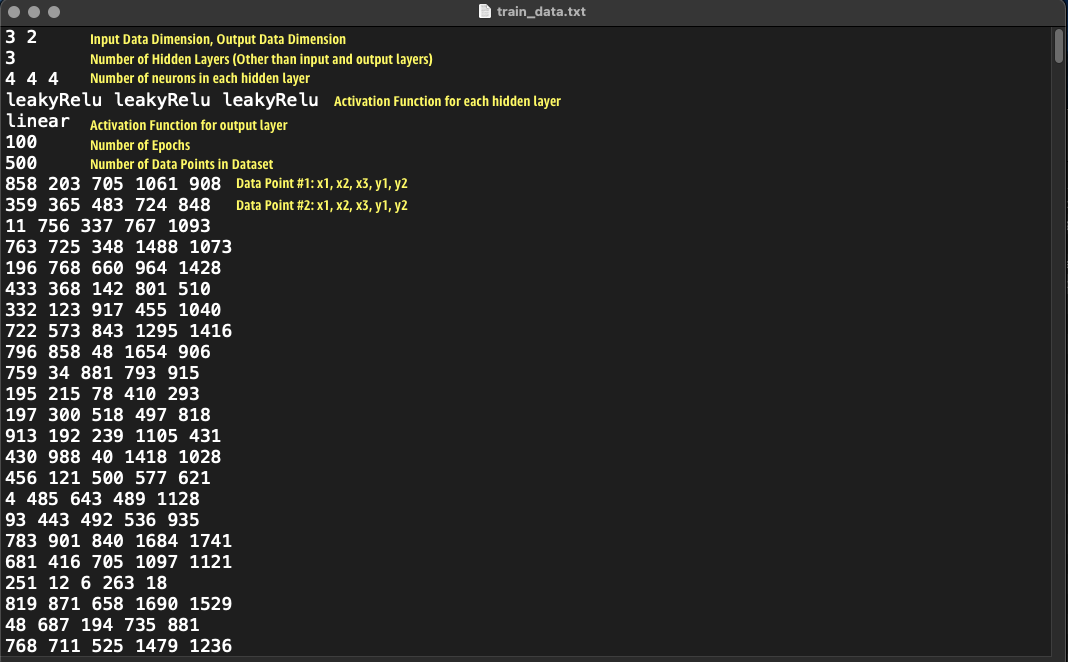 train_data.txt
3 2 Input Data Dimension, Output Data Dimension
3 Number of Hidden Layers (Other than input and output layers)
4 4 4 Number of neurons in each hidden layer
leakyRelu leakyRelu leakyRelu Activation Function for each hidden layer
linear Activation Function for output layer
100 Number of Epochs
500 Number of Data Points in Dataset
858 203 705 1061 908 Data Point #1: x1, x2, x3, y1, y2
359 365 483 724 848 Data Point #2: x1, x2, x3, y1, y2
11 756 337 767 1093
763 725 348 1488 1073
196 768 660 964 1428
433 368 142 801 510
332 123 917 455 1040
722 573 843 1295 1416
796 858 48 1654 906
759 34 881 793 915
195 215 78 410 293
197 300 518 497 818
913 192 239 1105 431
430 988 40 1418 1028
456 121 500 577 621
4 485 643 489 1128
93 443 492 536 935
783 901 840 1684 1741
681 416 705 1097 1121
251 12 6 263 18
819 871 658 1690 1529
48 687 194 735 881
768 711 525 1479 1236